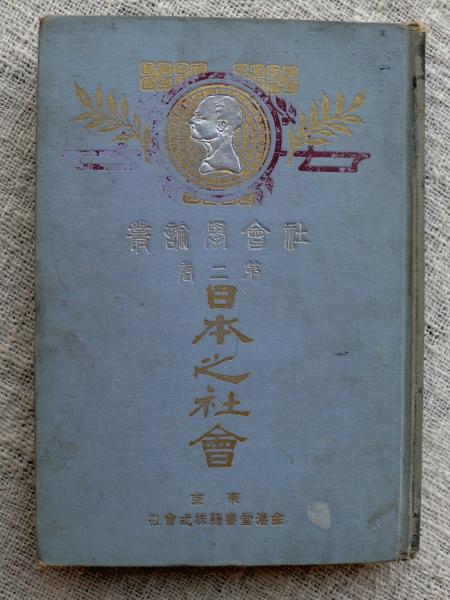 社會學論叢
第二卷
日本之社會
東京
金港堂書籍株式會社